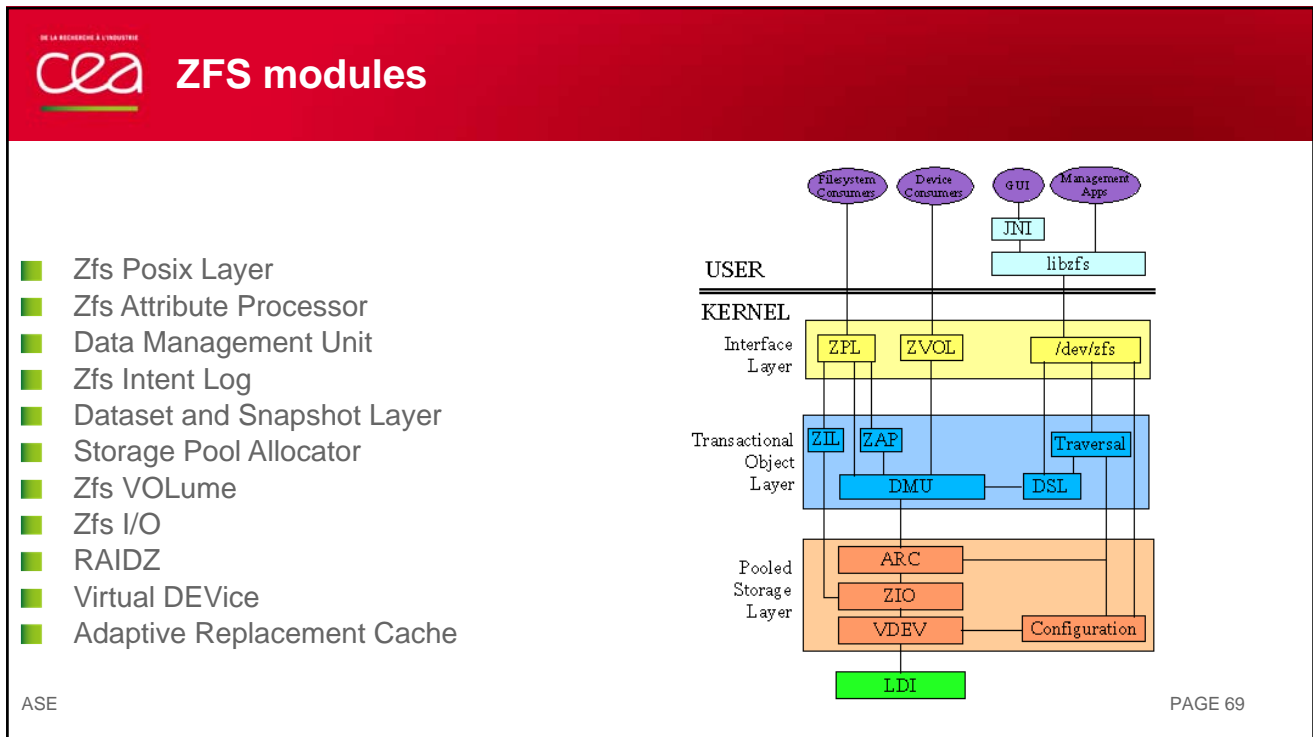 DE LA RECHERCHE À L'INDUSTRIE
cea
ZFS modules
Zfs Posix Layer
Zfs Attribute Processor
Data Management Unit
Zfs Intent Log
Dataset and Snapshot Layer
Storage Pool Allocator
Zfs VOLume
Zfs I/O
RAIDZ
Virtual DEVice
Adaptive Replacement Cache
Filesystem
Consumers
Device
Consumers
GUI
Management
Apps
JNI
libzfs
USER
KERNEL
Interface
Layer
ZPL
ZVOL
/dev/zfs
Transactional
Object
Layer
ZIL
ZAP
Traversal
DMU
DSL
Pooled
Storage
Layer
ARC
ZIO
VDEV
Configuration
LDI
ASE
PAGE 69